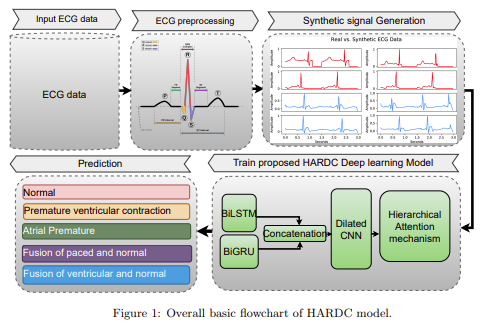 Input ECG data
ECG preprocessing
Synthetic signal Generation
ECG data
R
P
Q
S
T
Real vs. Synthetic ECG Data
Seconds
Seconds
Prediction
Train proposed HARDC Deep learning Model
Normal
Premature ventricular contraction
Atrial Premature
Fusion of paced and normal
Fusion of ventricular and normal
BiLSTM
BiGRU
Concatenation
Dilated
CNN
Hierarchical
Attention
mechanism
Figure 1: Overall basic flowchart of HARDC model.